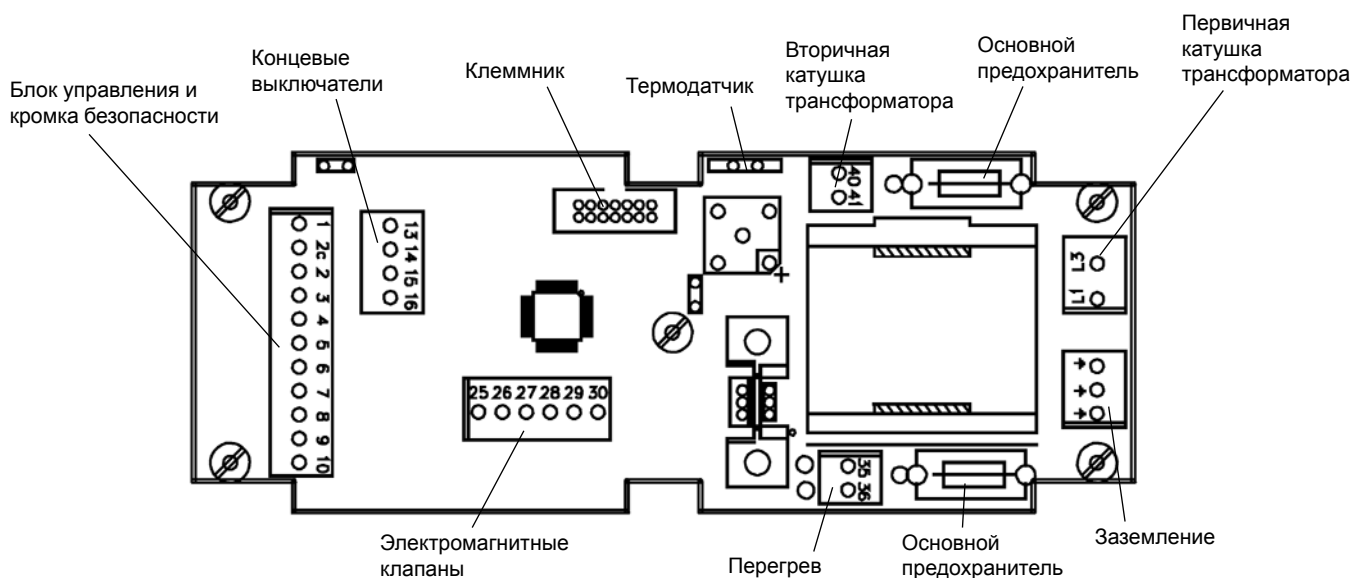 Блок управления и
кромка безопасности
Концевые
выключатели
Клеммник
Термодатчик
Вторичная
катушка
трансформатора
Основной
предохранитель
Первичная
катушка
трансформатора
1
2c
2
3
4
5
6
7
8
9
10
13
14
15
16
25 26 27 28 29 30
40
41
+
L3
L1
35
36
Электромагнитные
клапаны
Перегрев
Основной
предохранитель
Заземление